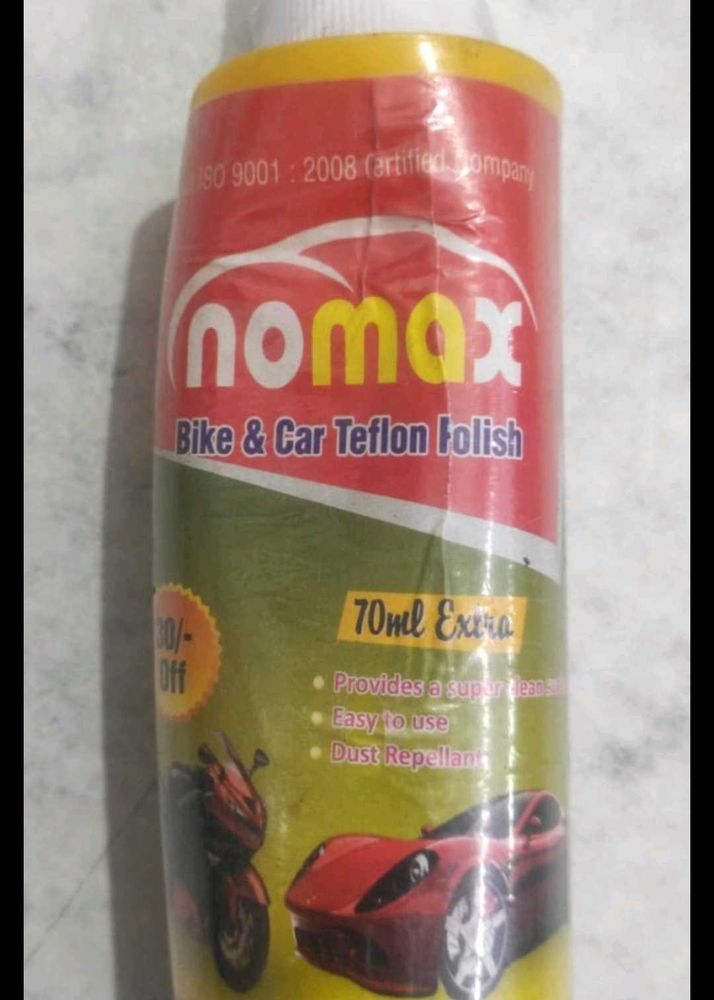 ISO 9001 : 2008 Certified Company
nomax
Bike & Car Teflon Polish
70ml Extra
30/-
Off
• Provides a super clean
• Easy to use
• Dust Repellant